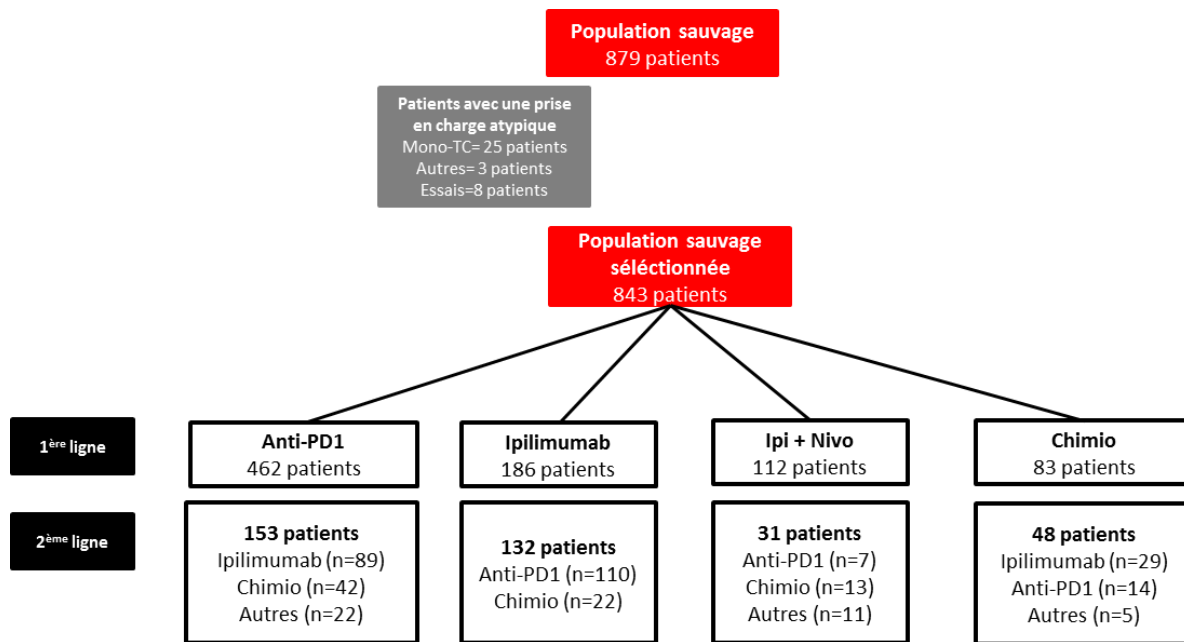 Population sauvage
879 patients
Patients avec une prise
en charge atypique
Mono-TC= 25 patients
Autres= 3 patients
Essais=8 patients
Population sauvage
séléctionnée
843 patients
1ère ligne
Anti-PD1
462 patients
Ipilimumab
186 patients
Ipi + Nivo
112 patients
Chimio
83 patients
2ème ligne
153 patients
Ipilimumab (n=89)
Chimio (n=42)
Autres (n=22)
132 patients
Anti-PD1 (n=110)
Chimio (n=22)
31 patients
Anti-PD1 (n=7)
Chimio (n=13)
Autres (n=11)
48 patients
Ipilimumab (n=29)
Anti-PD1 (n=14)
Autres (n=5)